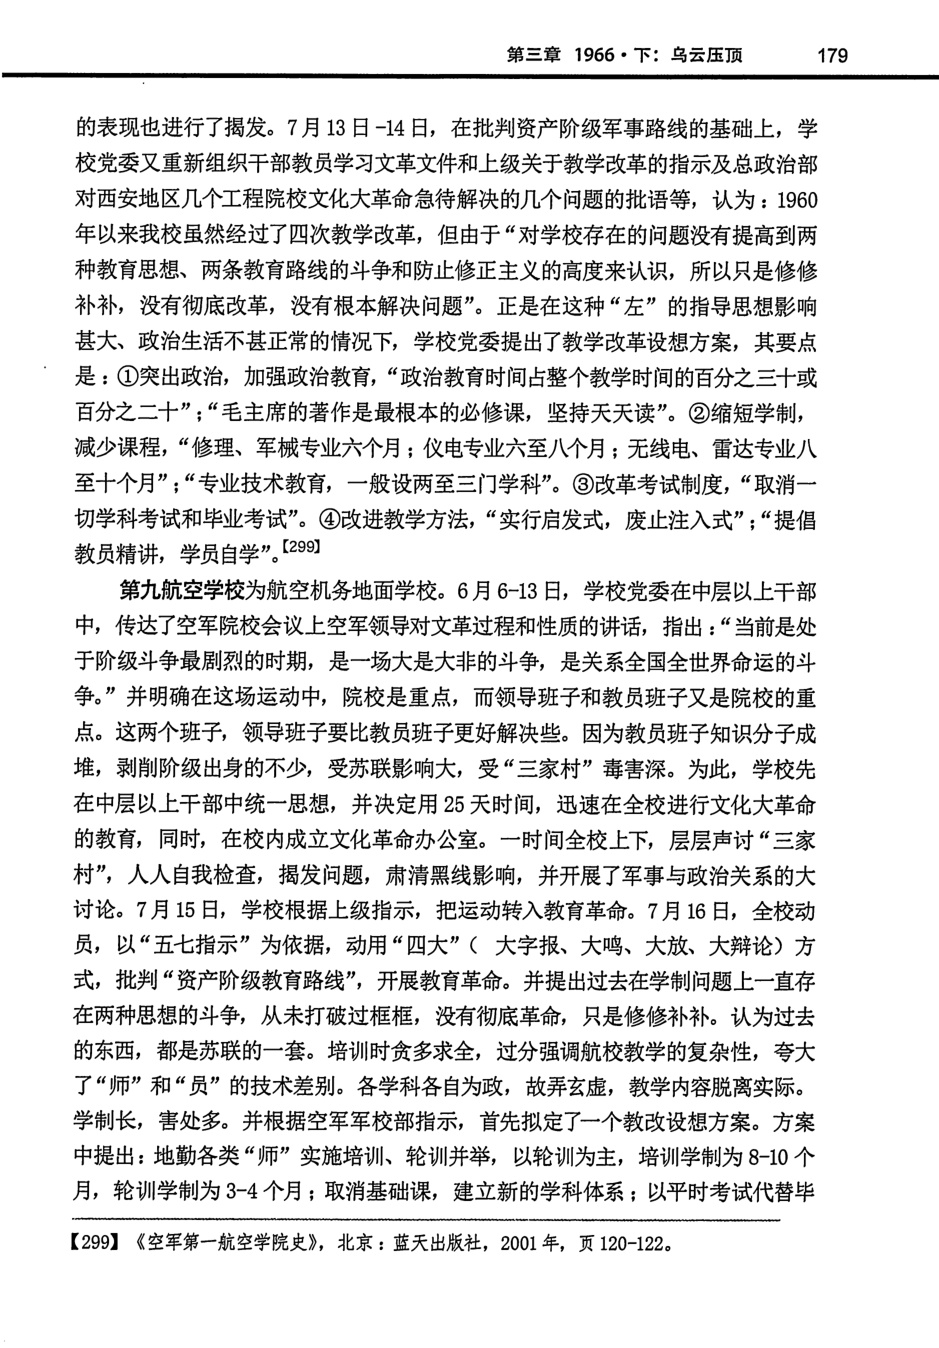 第三章 1966·下：乌云压顶 179
的表现也进行了揭发。7月13日-14日，在批判资产阶级军事路线的基础上，学
校党委又重新组织干部教员学习文革文件和上级关于教学改革的指示及总政治部
对西安地区几个工程院校文化大革命急待解决的几个问题的批语等，认为：1960
年以来我校虽然经过了四次教学改革，但由于“对学校存在的问题没有提高到两
种教育思想、两条教育路线的斗争和防止修正主义的高度来认识，所以只是修修
补补，没有彻底改革，没有根本解决问题”。正是在这种“左”的指导思想影响
甚大、政治生活不甚正常的情况下，学校党委提出了教学改革设想方案，其要点
是：①突出政治，加强政治教育，“政治教育时间占整个教学时间的百分之三十或
百分之二十”；“毛主席的著作是最根本的必修课，坚持天天读”。②缩短学制，
减少课程，“修理、军械专业六个月；仪电专业六至八个月；无线电、雷达专业八
至十个月”；“专业技术教育，一般设两至三门学科”。③改革考试制度，“取消一
切学科考试和毕业考试”。④改进教学方法，“实行启发式，废止注入式”；“提倡
教员精讲，学员自学”。【299】
第九航空学校为航空机务地面学校。6月6-13日，学校党委在中层以上干部
中，传达了空军院校会议上空军领导对文革过程和性质的讲话，指出：“当前是处
于阶级斗争最剧烈的时期，是一场大是大非的斗争，是关系全国全世界命运的斗
争。”并明确在这场运动中，院校是重点，而领导班子和教员班子又是院校的重
点。这两个班子，领导班子要比教员班子更好解决些。因为教员班子知识分子成
堆，剥削阶级出身的不少，受苏联影响大，受“三家村”毒害深。为此，学校先
在中层以上干部中统一思想，并决定用25天时间，迅速在全校进行文化大革命
的教育，同时，在校内成立文化革命办公室。一时间全校上下，层层声讨“三家
村”，人人自我检查，揭发问题，肃清黑线影响，并开展了军事与政治关系的大
讨论。7月15日，学校根据上级指示，把运动转入教育革命。7月16日，全校动
员，以“五七指示”为依据，动用“四大”（ 大字报、大鸣、大放、大辩论）方
式，批判“资产阶级教育路线”，开展教育革命。并提出过去在学制问题上一直存
在两种思想的斗争，从未打破过框框，没有彻底革命，只是修修补补。认为过去
的东西，都是苏联的一套。培训时贪多求全，过分强调航校教学的复杂性，夸大
了“师”和“员”的技术差别。各学科各自为政，故弄玄虚，教学内容脱离实际。
学制长，害处多。并根据空军军校部指示，首先拟定了一个教改设想方案。方案
中提出：地勤各类“师”实施培训、轮训并举，以轮训为主，培训学制为8-10个
月，轮训学制为3-4个月；取消基础课，建立新的学科体系；以平时考试代替毕
【299】《空军第一航空学院史》，北京：蓝天出版社，2001年，页120-122。